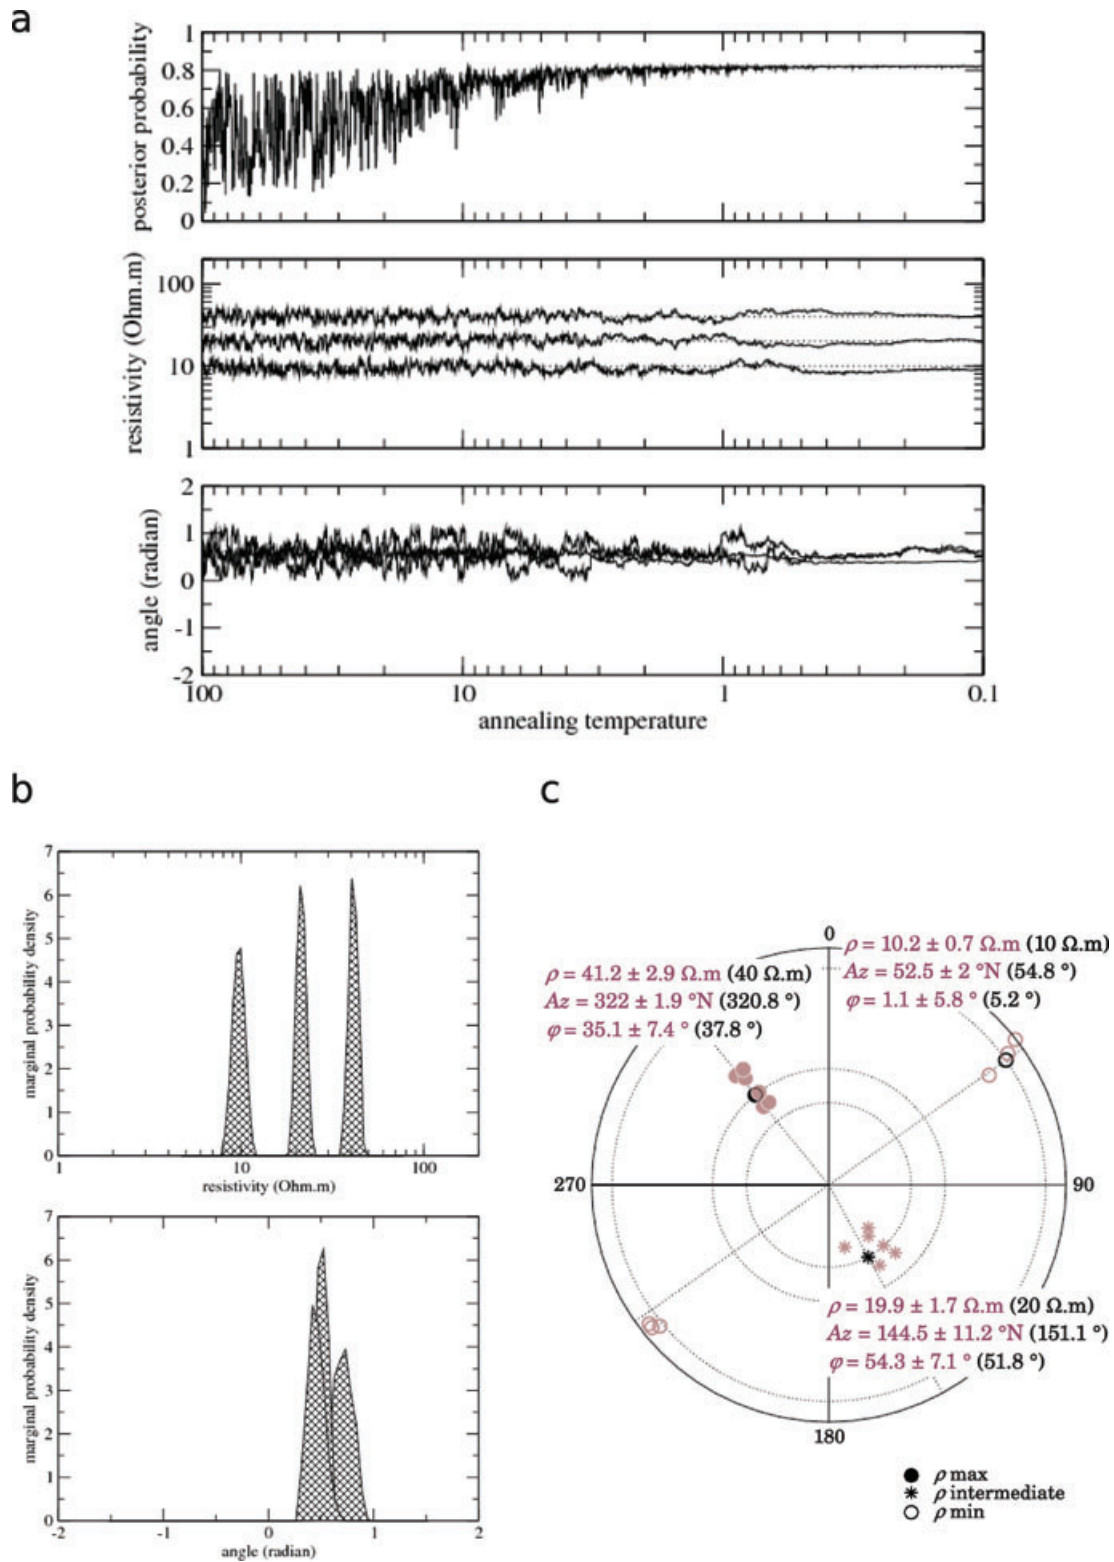 a
1
0.8
0.6
0.4
0.2
0
posterior probability
100
10
1
resistivity (Ohm.m)
2
1
0
-1
-2
angle (radian)
100
10
1
0.1
annealing temperature
b
7
6
5
4
3
2
1
0
marginal probability density
1
10
100
resistivity (Ohm.m)
7
6
5
4
3
2
1
0
marginal probability density
-2
-1
0
1
2
angle (radian)
c
0
ρ = 10.2 ± 0.7 Ω.m (10 Ω.m)
Az = 52.5 ± 2 °N (54.8 °)
φ = 1.1 ± 5.8 ° (5.2 °)
ρ = 41.2 ± 2.9 Ω.m (40 Ω.m)
Az = 322 ± 1.9 °N (320.8 °)
φ = 35.1 ± 7.4 ° (37.8 °)
270
90
ρ = 19.9 ± 1.7 Ω.m (20 Ω.m)
Az = 144.5 ± 11.2 °N (151.1 °)
φ = 54.3 ± 7.1 ° (51.8 °)
180
ρ max
ρ intermediate
ρ min